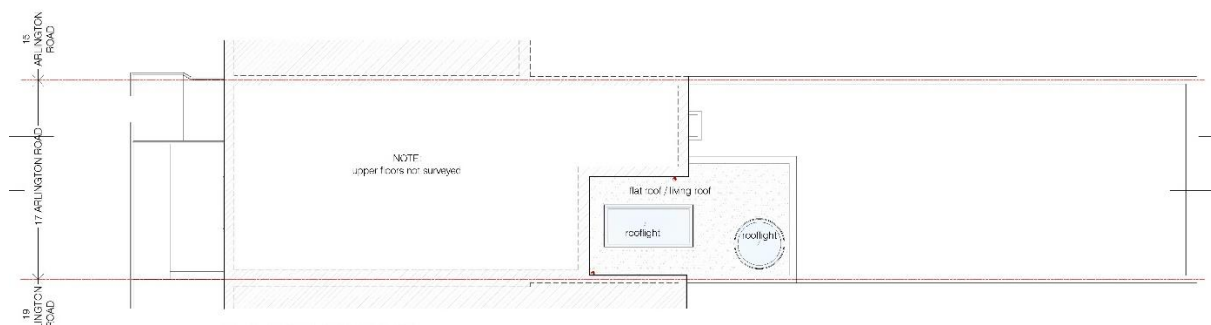 15
ARLINGTON
ROAD
17 ARLINGTON ROAD
19
ARLINGTON
ROAD
NOTE:
upper floors not surveyed
flat roof / living roof
rooflight
rooflight